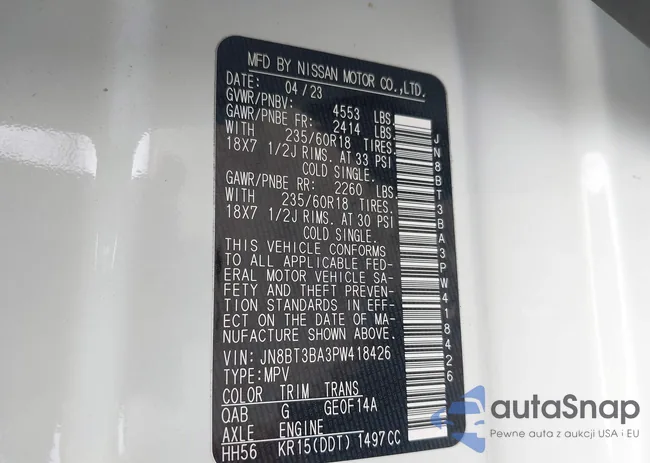 MFD BY NISSAN MOTOR CO.,LTD.
DATE: 04/23
GVWR/PNBV: 4553 LBS.
GAWR/PNBE FR: 2414 LBS.
WITH 235/60R18 TIRES.
18X7 1/2J RIMS. AT 33 PSI
COLD SINGLE.
GAWR/PNBE RR: 2260 LBS.
WITH 235/60R18 TIRES.
18X7 1/2J RIMS. AT 30 PSI
COLD SINGLE.
THIS VEHICLE CONFORMS
TO ALL APPLICABLE FED-
ERAL MOTOR VEHICLE SA-
FETY AND THEFT PREVEN-
TION STANDARDS IN EFF-
ECT ON THE DATE OF MA-
NUFACTURE SHOWN ABOVE.
VIN: JN8BT3BA3PW418426
TYPE:MPV
COLOR TRIM TRANS
QAB G GE0F14A
AXLE ENGINE
HH56 KR15(DDT) 1497CC
JN8BT3BA3PW418426
autaSnap
Pewne auta z aukcji USA i EU